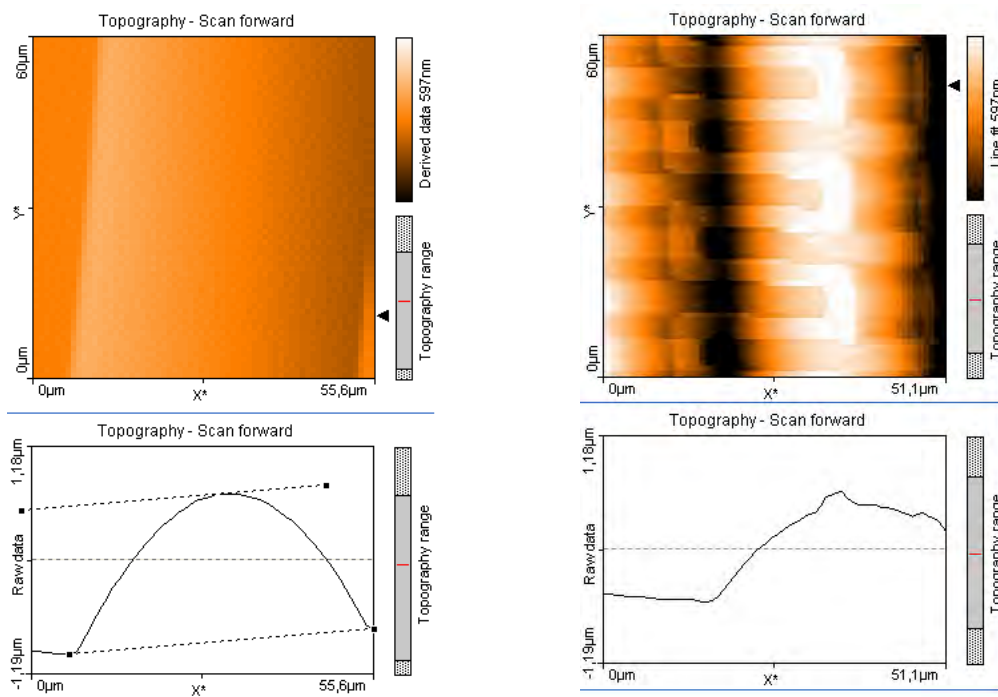 Topography - Scan forward
60µm
Y*
0µm
0µm
X*
55,6µm
Derived data 597nm
Topography range
Topography - Scan forward
60µm
Y*
0µm
0µm
X*
51,1µm
Line fit 597nm
Topography range
Topography - Scan forward
1,18µm
Raw data
-1,19µm
0µm
X*
55,6µm
Topography range
Topography - Scan forward
1,18µm
Raw data
-1,19µm
0µm
X*
51,1µm
Topography range